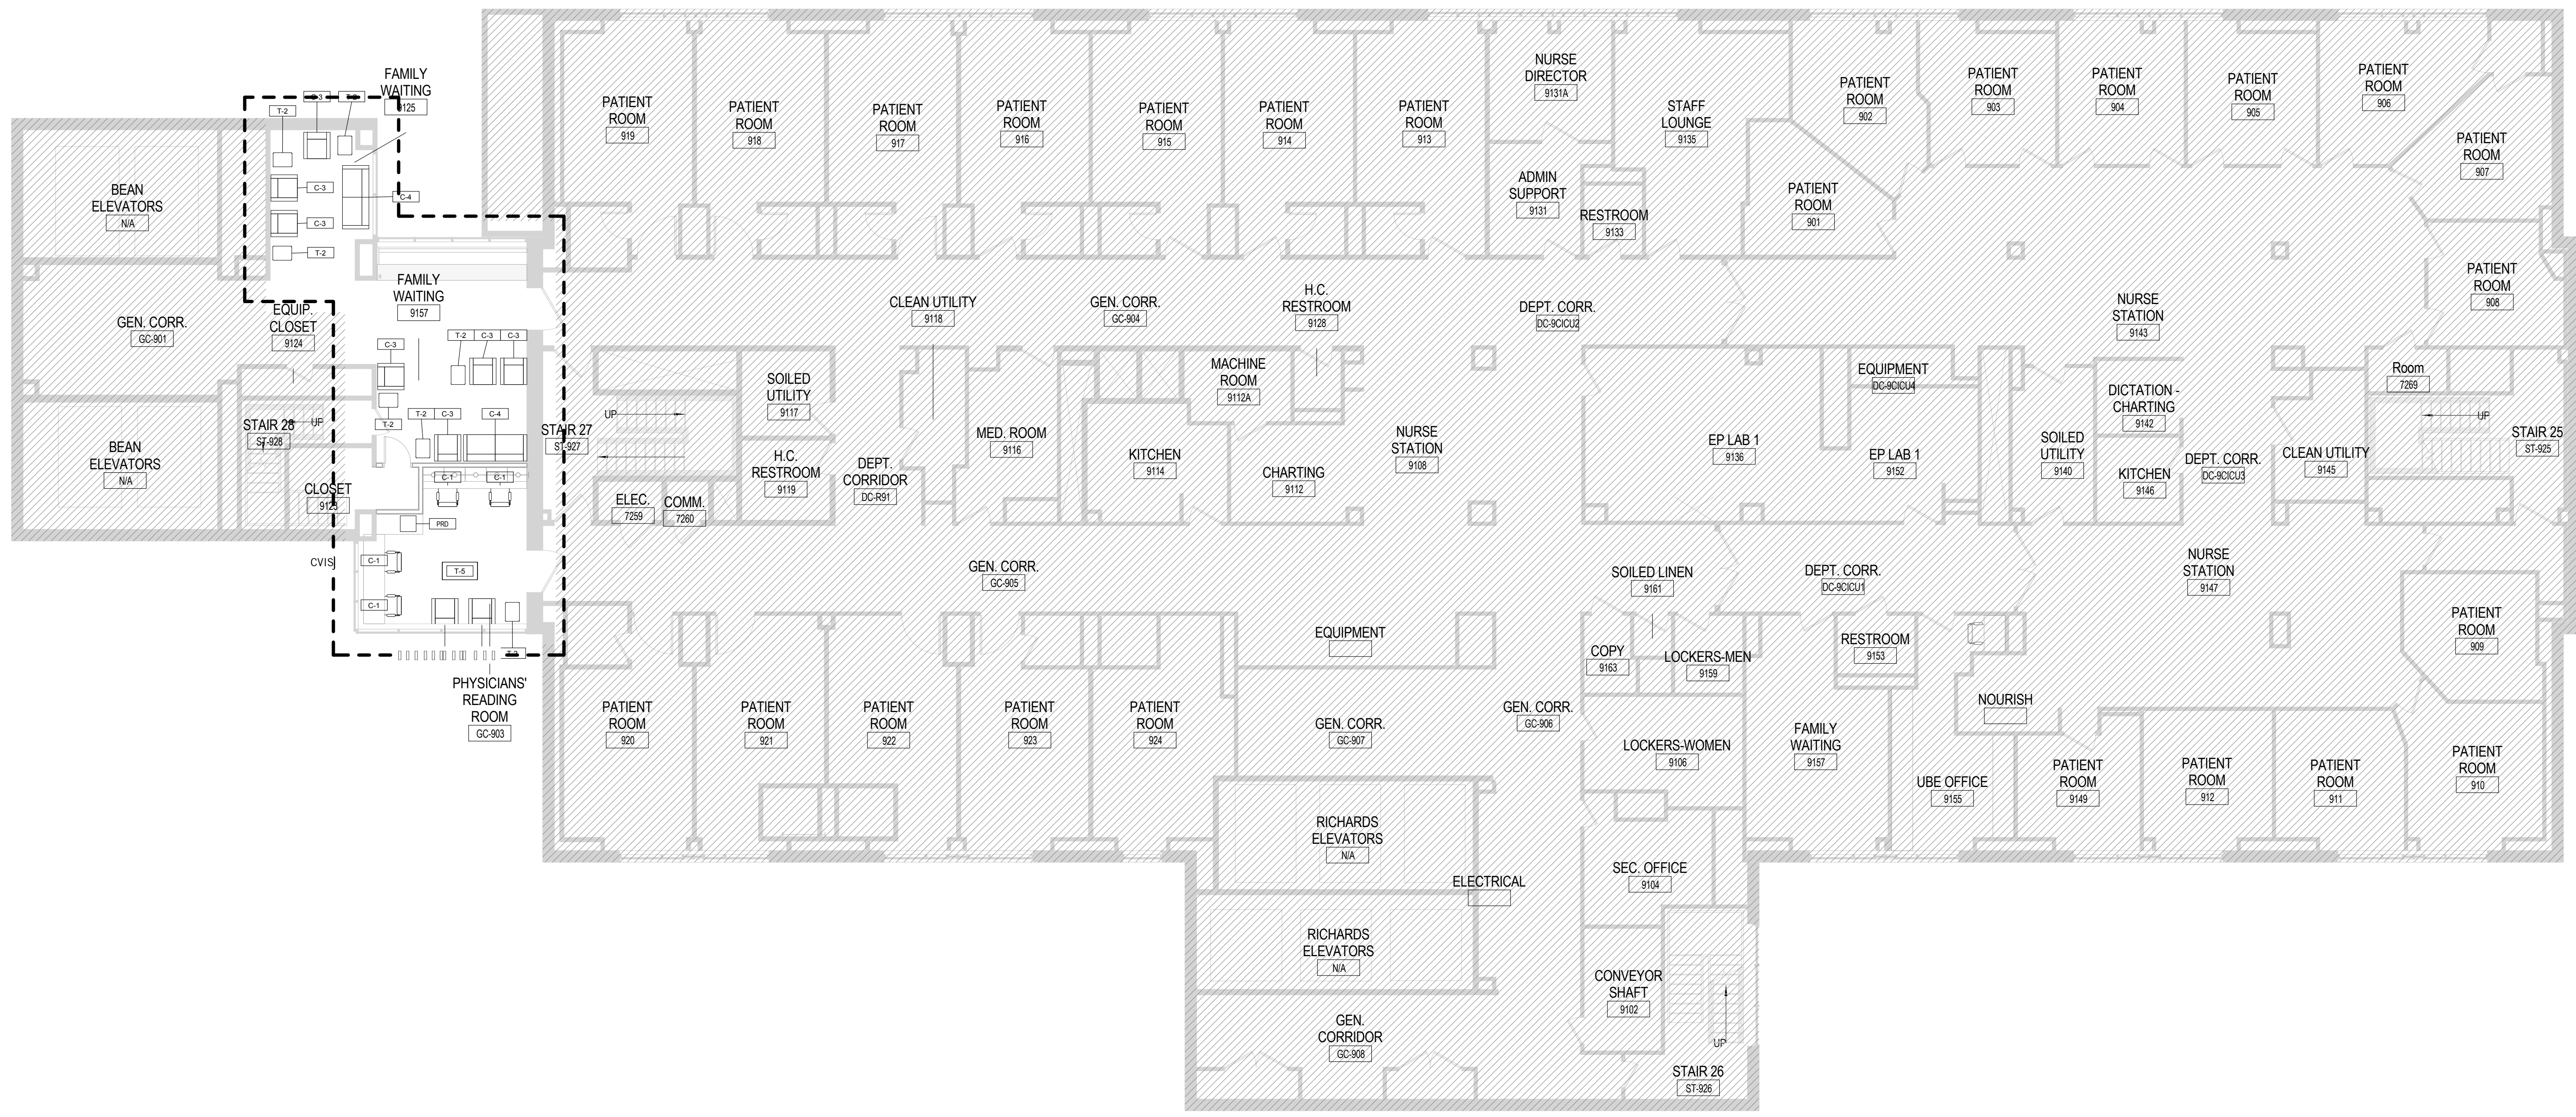 FAMILY
WAITING
9125
C-3
T-2
C-3
C-3
C-4
T-2
BEAN
ELEVATORS
N/A
GEN. CORR.
GC-901
EQUIP.
CLOSET
9124
FAMILY
WAITING
9157
T-2
C-3
C-3
C-3
T-2
T-2
C-3
C-4
BEAN
ELEVATORS
N/A
STAIR 28
ST-928
UP
CLOSET
C-1
C-1
PRD
CVIS
C-1
C-1
T-5
PHYSICIANS'
READING
ROOM
GC-903
PATIENT
ROOM
919
PATIENT
ROOM
918
PATIENT
ROOM
917
PATIENT
ROOM
916
PATIENT
ROOM
915
PATIENT
ROOM
914
PATIENT
ROOM
913
NURSE
DIRECTOR
9131A
ADMIN
SUPPORT
9131
STAFF
LOUNGE
9135
RESTROOM
9133
PATIENT
ROOM
901
PATIENT
ROOM
902
PATIENT
ROOM
903
PATIENT
ROOM
904
PATIENT
ROOM
905
PATIENT
ROOM
906
PATIENT
ROOM
907
PATIENT
ROOM
908
CLEAN UTILITY
9118
GEN. CORR.
GC-904
H.C.
RESTROOM
9128
DEPT. CORR.
DC-9CICU2
NURSE
STATION
9143
STAIR 27
ST-927
UP
SOILED
UTILITY
9117
H.C.
RESTROOM
9119
ELEC.
7259
COMM.
7260
DEPT.
CORRIDOR
DC-R91
MED. ROOM
9116
KITCHEN
9114
MACHINE
ROOM
9112A
CHARTING
9112
NURSE
STATION
9108
EP LAB 1
9136
EQUIPMENT
DC-9CICU4
EP LAB 1
9152
SOILED
UTILITY
9140
DICTATION -
CHARTING
9142
KITCHEN
9146
DEPT. CORR.
DC-9CICU3
CLEAN UTILITY
9145
Room
7269
UP
STAIR 25
ST-925
GEN. CORR.
GC-905
SOILED LINEN
9161
DEPT. CORR.
DC-9CICU1
NURSE
STATION
9147
PATIENT
ROOM
909
EQUIPMENT
COPY
9163
LOCKERS-MEN
9159
RESTROOM
9153
NOURISH
PATIENT
ROOM
920
PATIENT
ROOM
921
PATIENT
ROOM
922
PATIENT
ROOM
923
PATIENT
ROOM
924
GEN. CORR.
GC-907
GEN. CORR.
GC-906
LOCKERS-WOMEN
9106
FAMILY
WAITING
9157
UBE OFFICE
9155
PATIENT
ROOM
9149
PATIENT
ROOM
912
PATIENT
ROOM
911
PATIENT
ROOM
910
RICHARDS
ELEVATORS
N/A
ELECTRICAL
SEC. OFFICE
9104
RICHARDS
ELEVATORS
N/A
CONVEYOR
SHAFT
9102
GEN.
CORRIDOR
GC-908
UP
STAIR 26
ST-926